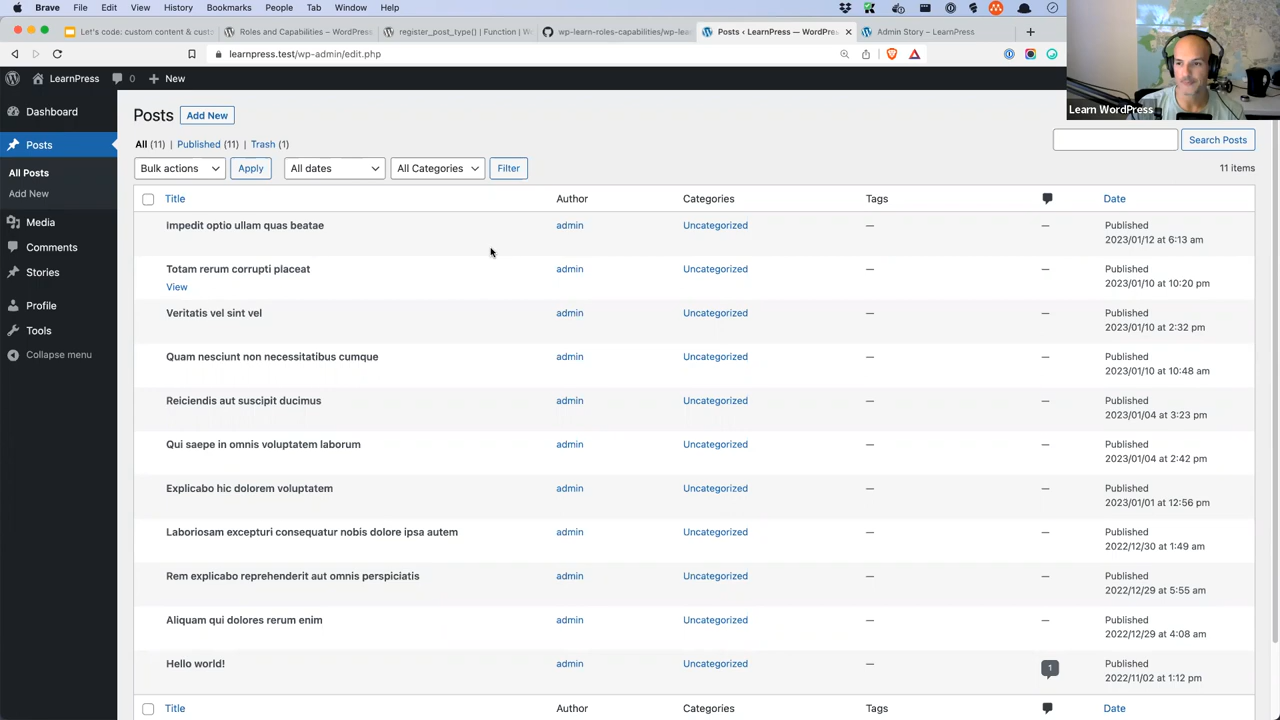 Brave File Edit View History Bookmarks People Tab Window Help
Let's code: custom content & cust
Roles and Capabilities – WordPress
register_post_type() | Function | W
wp-learn-roles-capabilities/wp-lea
Posts ‹ LearnPress — WordPres
Admin Story – LearnPress
learnpress.test/wp-admin/edit.php
LearnPress 0 New
Learn WordPress
Dashboard
Posts
All Posts
Add New
Media
Comments
Stories
Profile
Tools
Collapse menu
Posts Add New
All (11) | Published (11) | Trash (1)
Search Posts
Bulk actions Apply All dates All Categories Filter
11 items
Title Author Categories Tags Date
Impedit optio ullam quas beatae admin Uncategorized — — Published
2023/01/12 at 6:13 am
Totam rerum corrupti placeat admin Uncategorized — — Published
View 2023/01/10 at 10:20 pm
Veritatis vel sint vel admin Uncategorized — — Published
2023/01/10 at 2:32 pm
Quam nesciunt non necessitatibus cumque admin Uncategorized — — Published
2023/01/10 at 10:48 am
Reiciendis aut suscipit ducimus admin Uncategorized — — Published
2023/01/04 at 3:23 pm
Qui saepe in omnis voluptatem laborum admin Uncategorized — — Published
2023/01/04 at 2:42 pm
Explicabo hic dolorem voluptatem admin Uncategorized — — Published
2023/01/01 at 12:56 pm
Laboriosam excepturi consequatur nobis dolore ipsa autem admin Uncategorized — — Published
2022/12/30 at 1:49 am
Rem explicabo reprehenderit aut omnis perspiciatis admin Uncategorized — — Published
2022/12/29 at 5:55 am
Aliquam qui dolores rerum enim admin Uncategorized — — Published
2022/12/29 at 4:08 am
Hello world! admin Uncategorized — 1 Published
2022/11/02 at 1:12 pm
Title Author Categories Tags Date